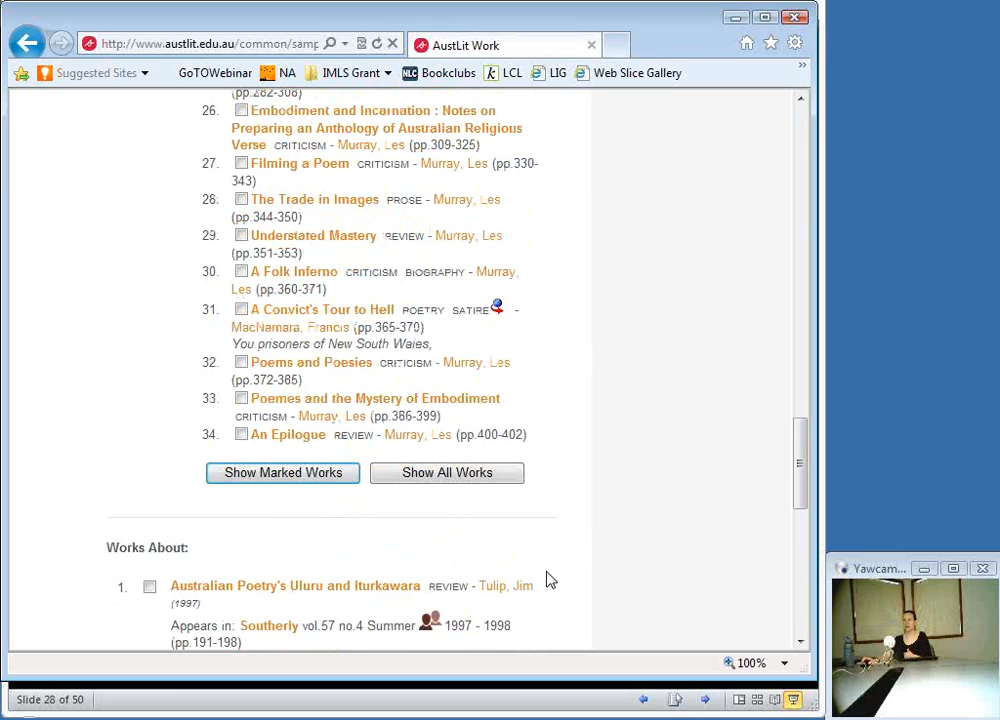 http://www.austlit.edu.au/common/samp
AustLit Work
Suggested Sites
GoTOWebinar
NA
IMLS Grant
NLC Bookclubs
k LCL
LIG
Web Slice Gallery
»
(pp.282-308)
26. Embodiment and Incarnation : Notes on
Preparing an Anthology of Australian Religious
Verse CRITICISM - Murray, Les (pp.309-325)
27. Filming a Poem CRITICISM - Murray, Les (pp.330-
343)
28. The Trade in Images PROSE - Murray, Les
(pp.344-350)
29. Understated Mastery REVIEW - Murray, Les
(pp.351-353)
30. A Folk Inferno CRITICISM BIOGRAPHY - Murray,
Les (pp.360-371)
31. A Convict's Tour to Hell POETRY SATIRE -
MacNamara, Francis (pp.365-370)
You prisoners of New South Wales,
32. Poems and Poesies CRITICISM - Murray, Les
(pp.372-385)
33. Poemes and the Mystery of Embodiment
CRITICISM - Murray, Les (pp.386-399)
34. An Epilogue REVIEW - Murray, Les (pp.400-402)
Show Marked Works
Show All Works
Works About:
1. Australian Poetry's Uluru and Iturkawara REVIEW - Tulip, Jim
(1997)
Appears in: Southerly vol.57 no.4 Summer 1997 - 1998
(pp.191-198)
100%
Slide 28 of 50
Yawcam...